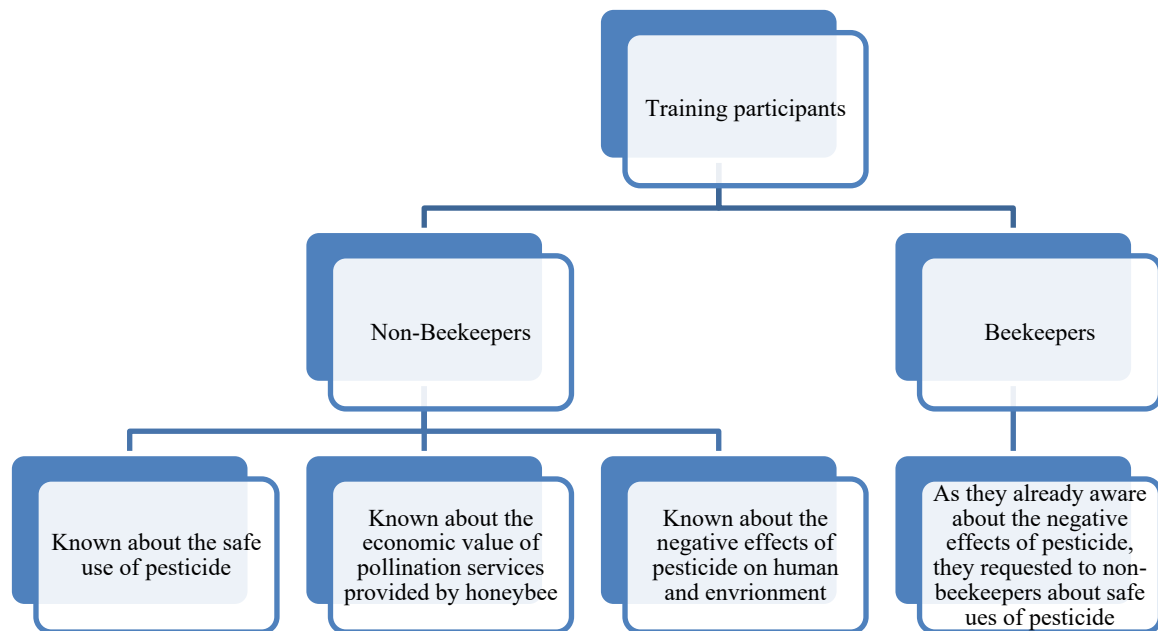 Training participants
Non-Beekeepers
Beekeepers
Known about the safe
use of pesticide
Known about the
economic value of
pollination services
provided by honeybee
Known about the
negative effects of
pesticide on human
and envrionment
As they already aware
about the negative
effects of pesticide,
they requested to non-
beekeepers about safe
ues of pesticide